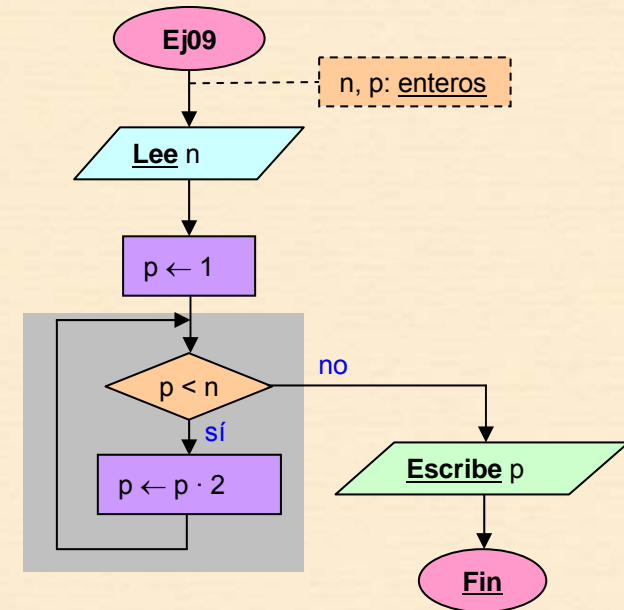 Ej09
n, p: enteros
Lee n
p ← 1
p < n
no
sí
p ← p · 2
Escribe p
Fin